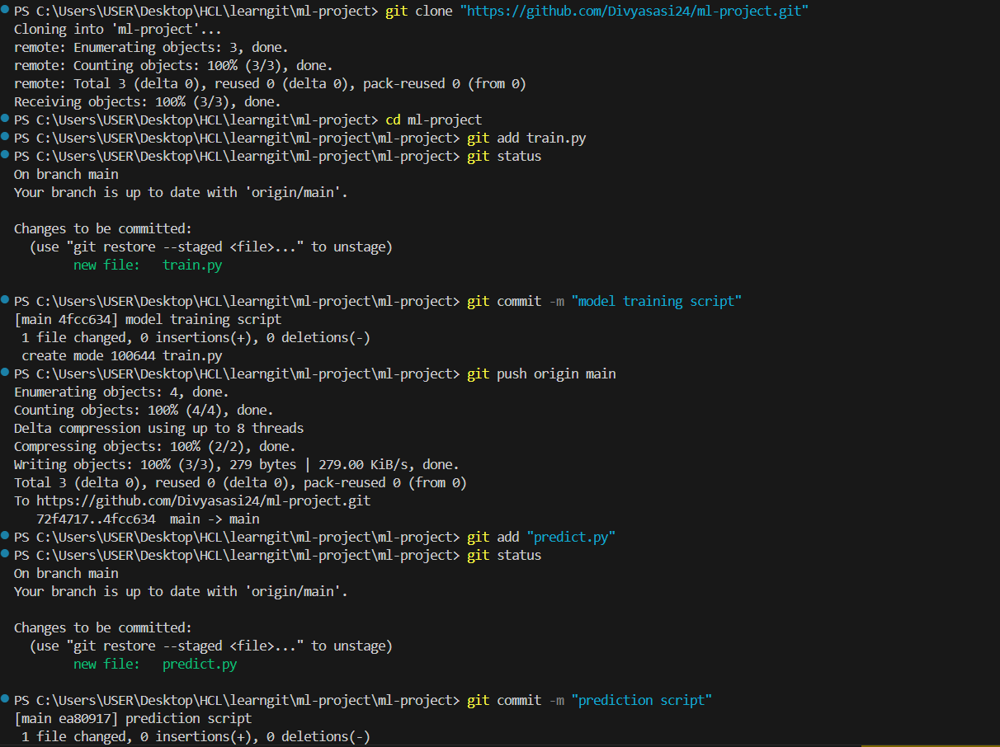 PS C:\Users\USER\Desktop\HCL\learngit\ml-project> git clone "https://github.com/Divyasasi24/ml-project.git"
Cloning into 'ml-project'...
remote: Enumerating objects: 3, done.
remote: Counting objects: 100% (3/3), done.
remote: Total 3 (delta 0), reused 0 (delta 0), pack-reused 0 (from 0)
Receiving objects: 100% (3/3), done.
PS C:\Users\USER\Desktop\HCL\learngit\ml-project> cd ml-project
PS C:\Users\USER\Desktop\HCL\learngit\ml-project\ml-project> git add train.py
PS C:\Users\USER\Desktop\HCL\learngit\ml-project\ml-project> git status
On branch main
Your branch is up to date with 'origin/main'.

Changes to be committed:
  (use "git restore --staged <file>..." to unstage)
        new file:   train.py

PS C:\Users\USER\Desktop\HCL\learngit\ml-project\ml-project> git commit -m "model training script"
[main 4fcc634] model training script
 1 file changed, 0 insertions(+), 0 deletions(-)
 create mode 100644 train.py
PS C:\Users\USER\Desktop\HCL\learngit\ml-project\ml-project> git push origin main
Enumerating objects: 4, done.
Counting objects: 100% (4/4), done.
Delta compression using up to 8 threads
Compressing objects: 100% (2/2), done.
Writing objects: 100% (3/3), 279 bytes | 279.00 KiB/s, done.
Total 3 (delta 0), reused 0 (delta 0), pack-reused 0 (from 0)
To https://github.com/Divyasasi24/ml-project.git
   72f4717..4fcc634  main -> main
PS C:\Users\USER\Desktop\HCL\learngit\ml-project\ml-project> git add "predict.py"
PS C:\Users\USER\Desktop\HCL\learngit\ml-project\ml-project> git status
On branch main
Your branch is up to date with 'origin/main'.

Changes to be committed:
  (use "git restore --staged <file>..." to unstage)
        new file:   predict.py

PS C:\Users\USER\Desktop\HCL\learngit\ml-project\ml-project> git commit -m "prediction script"
[main ea80917] prediction script
 1 file changed, 0 insertions(+), 0 deletions(-)